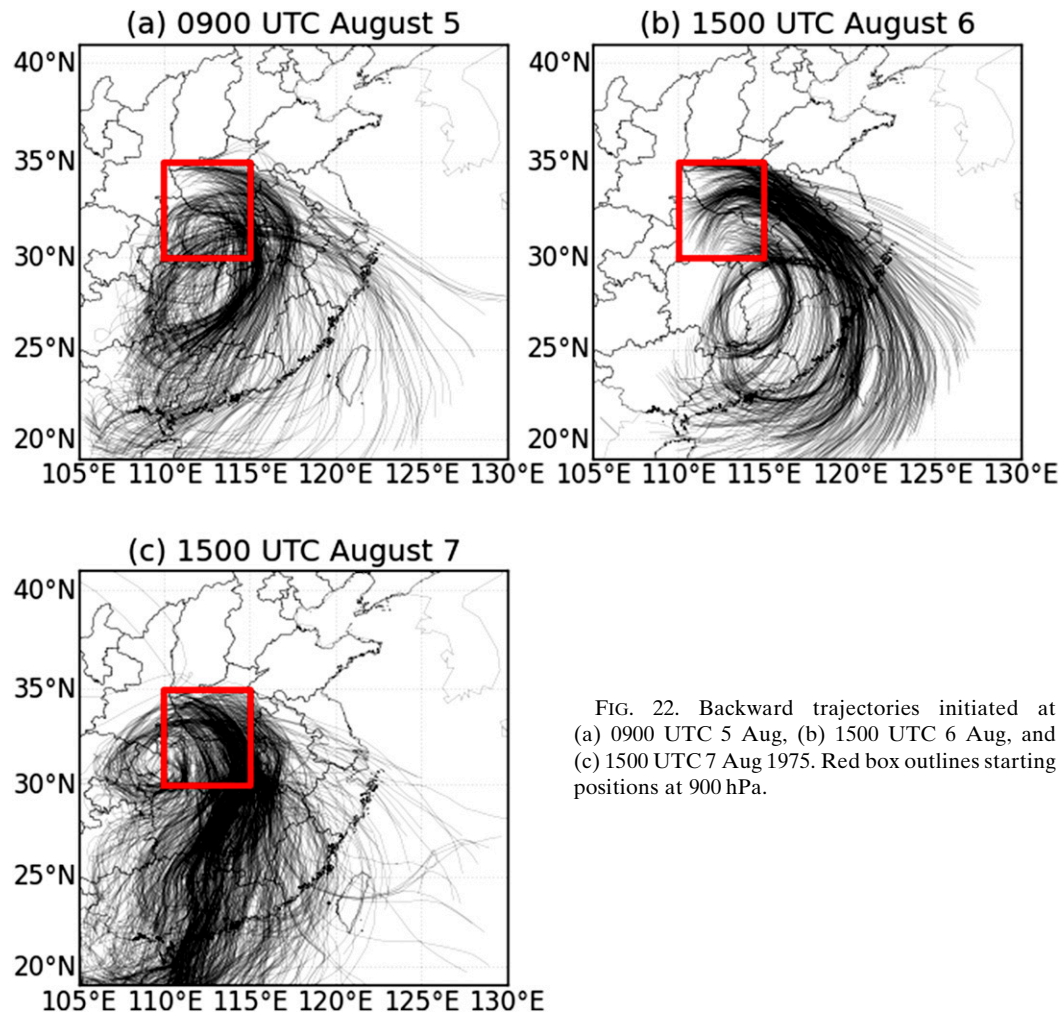 (a) 0900 UTC August 5
(b) 1500 UTC August 6
40°N
35°N
30°N
25°N
20°N
105°E 110°E 115°E 120°E 125°E 130°E
40°N
35°N
30°N
25°N
20°N
105°E 110°E 115°E 120°E 125°E 130°E
(c) 1500 UTC August 7
40°N
35°N
30°N
25°N
20°N
105°E 110°E 115°E 120°E 125°E 130°E
FIG. 22. Backward trajectories initiated at
(a) 0900 UTC 5 Aug, (b) 1500 UTC 6 Aug, and
(c) 1500 UTC 7 Aug 1975. Red box outlines starting
positions at 900 hPa.